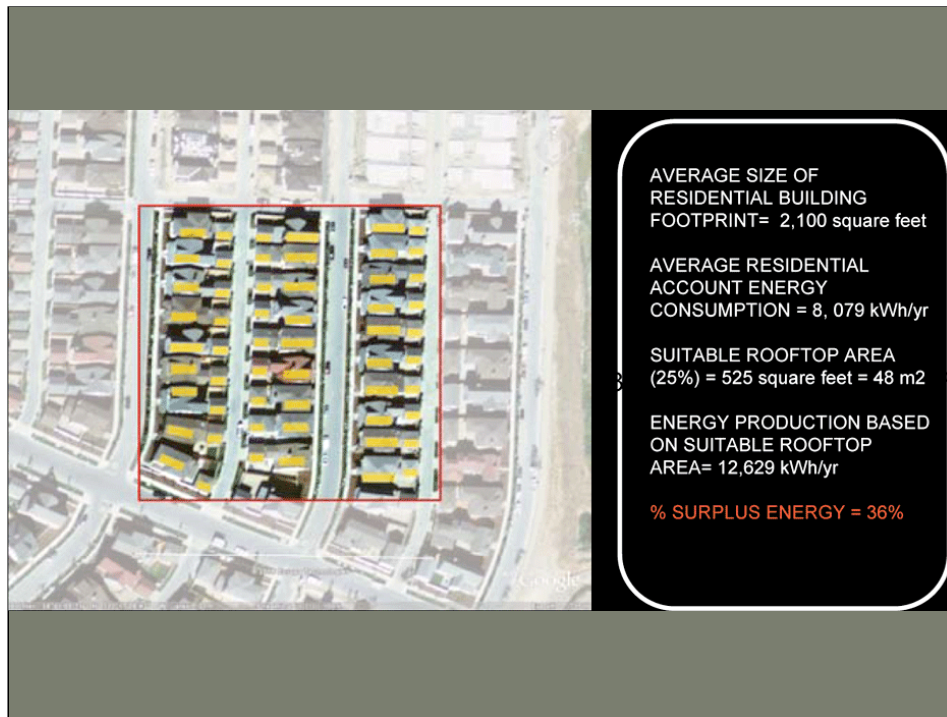 AVERAGE SIZE OF
RESIDENTIAL BUILDING
FOOTPRINT= 2,100 square feet
AVERAGE RESIDENTIAL
ACCOUNT ENERGY
CONSUMPTION = 8, 079 kWh/yr
SUITABLE ROOFTOP AREA
(25%) = 525 square feet = 48 m2
ENERGY PRODUCTION BASED
ON SUITABLE ROOFTOP
AREA= 12,629 kWh/yr
% SURPLUS ENERGY = 36%
Google